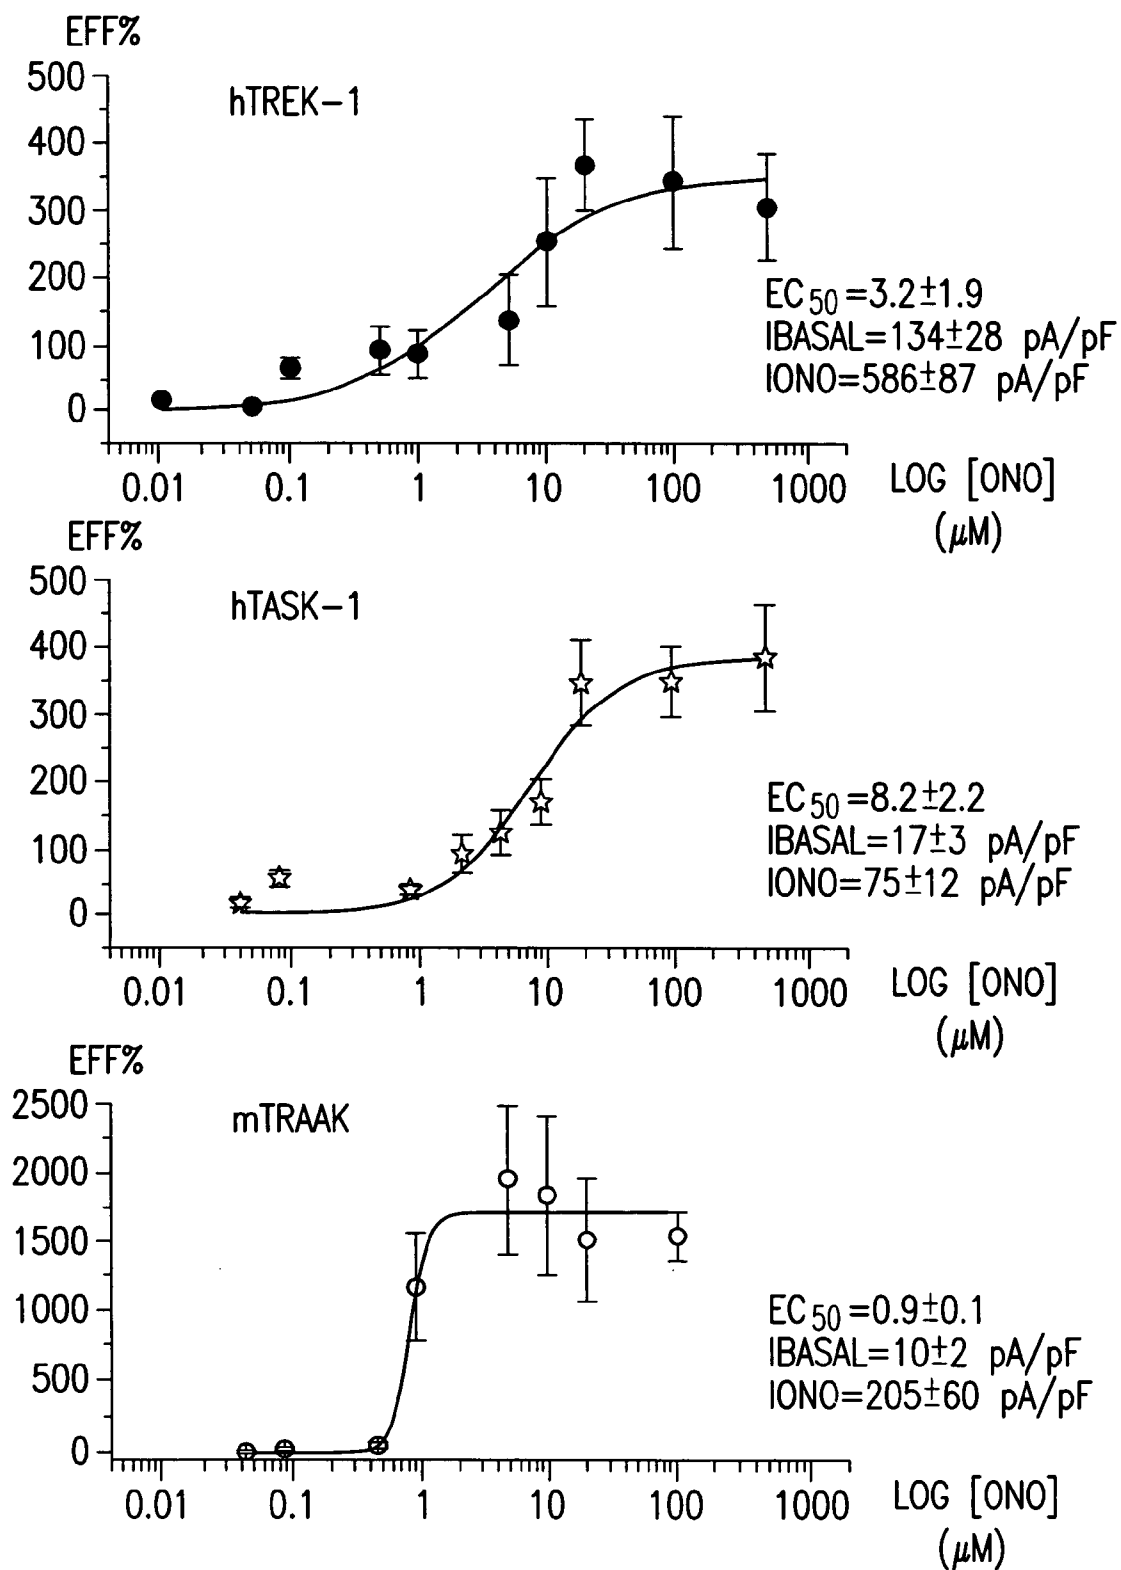 EFF%
hTREK-1
500
400
300
200
100
0
EC50 =3.2±1.9
IBASAL=134±28 pA/pF
IONO=586±87 pA/pF
0.01 0.1 1 10 100 1000 LOG [ONO]
(μM)
EFF%
hTASK-1
500
400
300
200
100
0
EC50 =8.2±2.2
IBASAL=17±3 pA/pF
IONO=75±12 pA/pF
0.01 0.1 1 10 100 1000 LOG [ONO]
(μM)
EFF%
mTRAAK
2500
2000
1500
1000
500
0
EC50 =0.9±0.1
IBASAL=10±2 pA/pF
IONO=205±60 pA/pF
0.01 0.1 1 10 100 1000 LOG [ONO]
(μM)